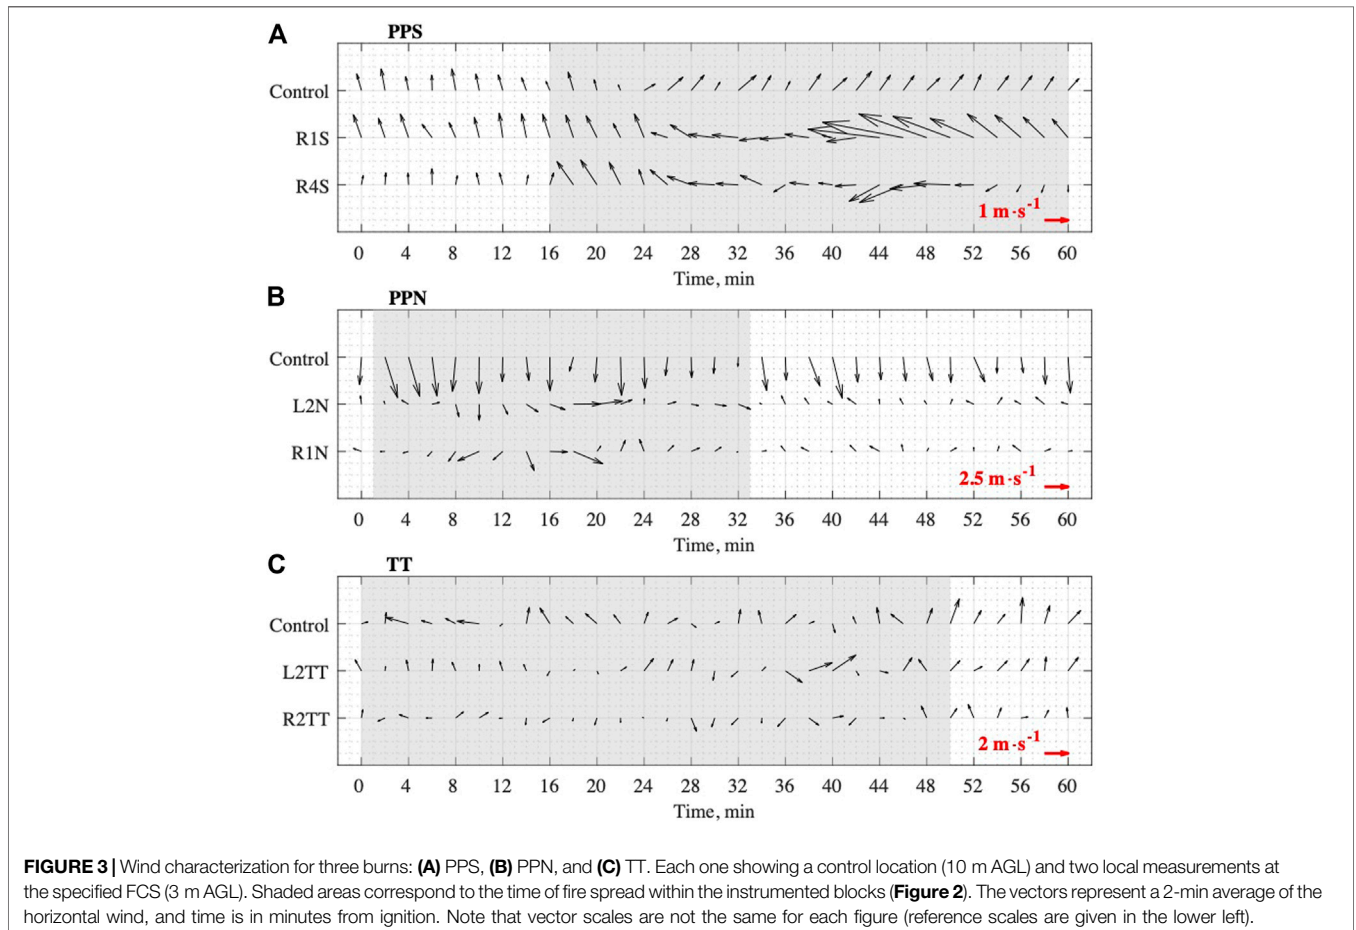 A
PPS
Control
R1S
R4S
1 m·s-1
0 4 8 12 16 20 24 28 32 36 40 44 48 52 56 60
Time, min
B
PPN
Control
L2N
R1N
2.5 m·s-1
0 4 8 12 16 20 24 28 32 36 40 44 48 52 56 60
Time, min
C
TT
Control
L2TT
R2TT
2 m·s-1
0 4 8 12 16 20 24 28 32 36 40 44 48 52 56 60
Time, min
FIGURE 3 | Wind characterization for three burns: (A) PPS, (B) PPN, and (C) TT. Each one showing a control location (10 m AGL) and two local measurements at
the specified FCS (3 m AGL). Shaded areas correspond to the time of fire spread within the instrumented blocks (Figure 2). The vectors represent a 2-min average of the
horizontal wind, and time is in minutes from ignition. Note that vector scales are not the same for each figure (reference scales are given in the lower left).